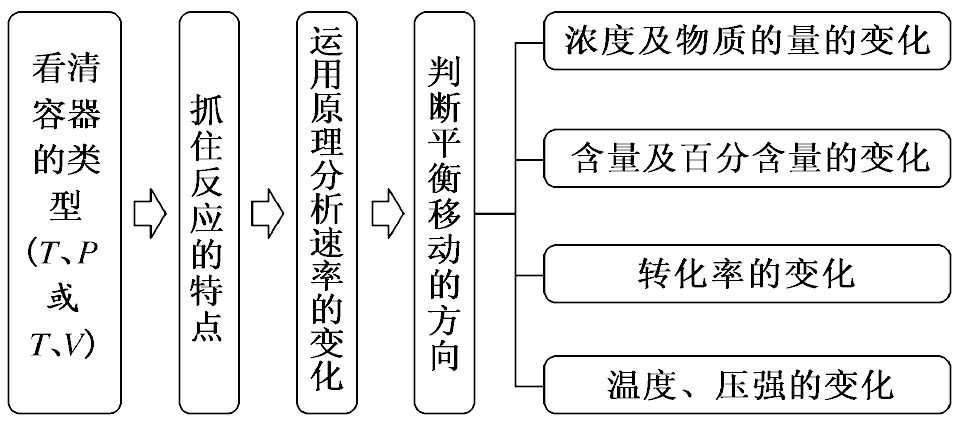 看清
容器
的类
型
(T、P
或
T、V)
抓住反应的特点
运用原理分析速率的变化
判断平衡移动的方向
浓度及物质的量的变化
含量及百分含量的变化
转化率的变化
温度、压强的变化